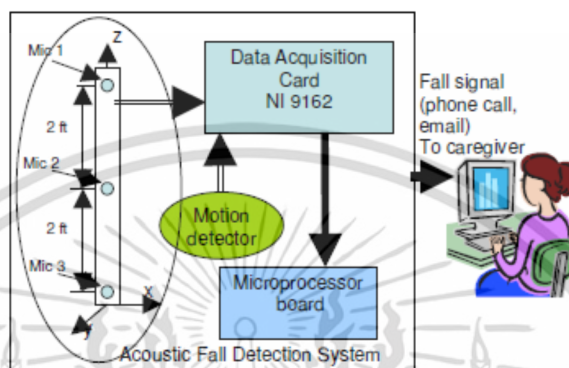 Mic 1
z
2 ft
Mic 2
2 ft
Mic 3
x
y
Data Acquisition
Card
NI 9162
Motion
detector
Microprocessor
board
Acoustic Fall Detection System
Fall signal
(phone call,
email)
To caregiver